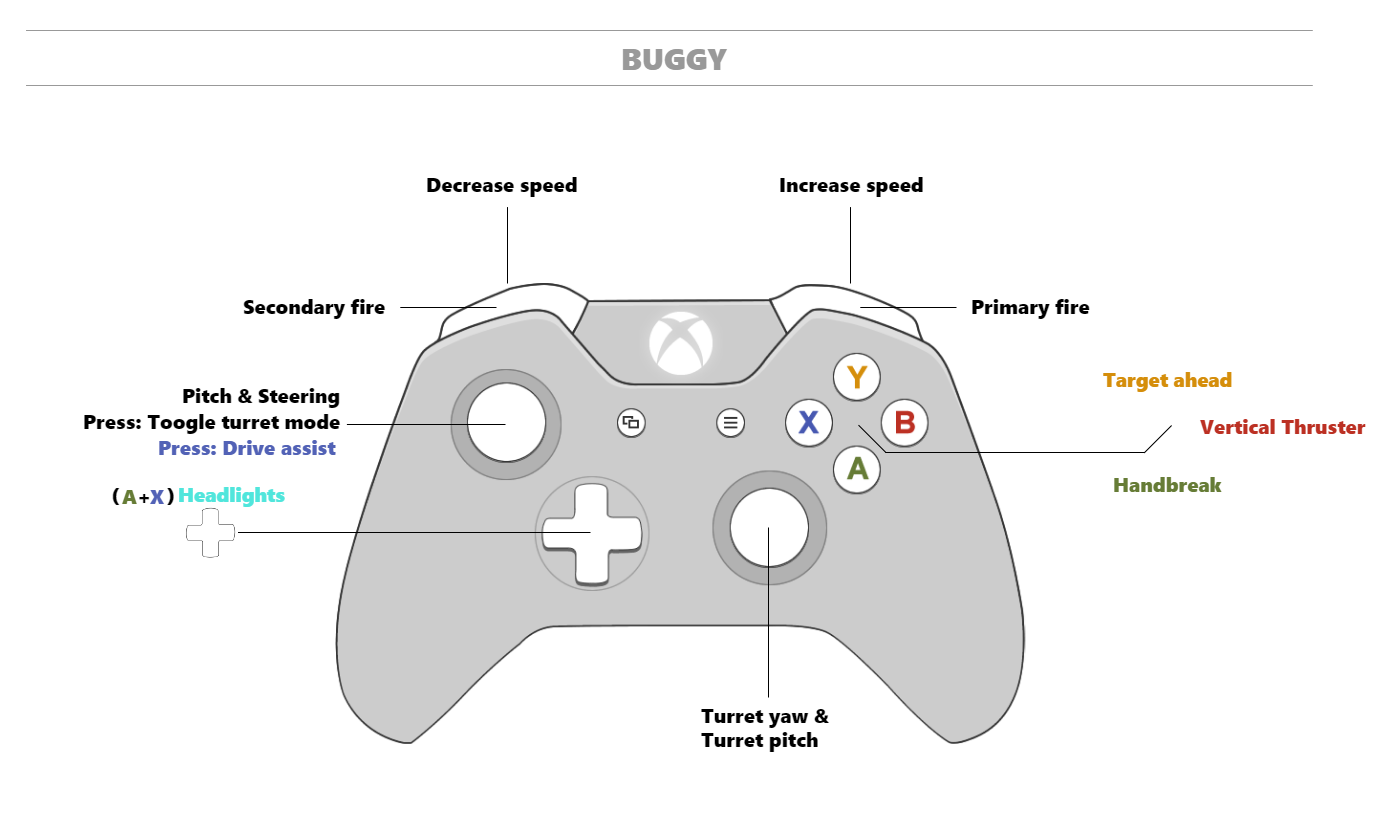 BUGGY
Decrease speed
Increase speed
Secondary fire
Primary fire
Y
X
B
A
Pitch & Steering
Press: Toogle turret mode
Press: Drive assist
Target ahead
Vertical Thruster
Handbreak
(A+X) Headlights
Turret yaw &
Turret pitch